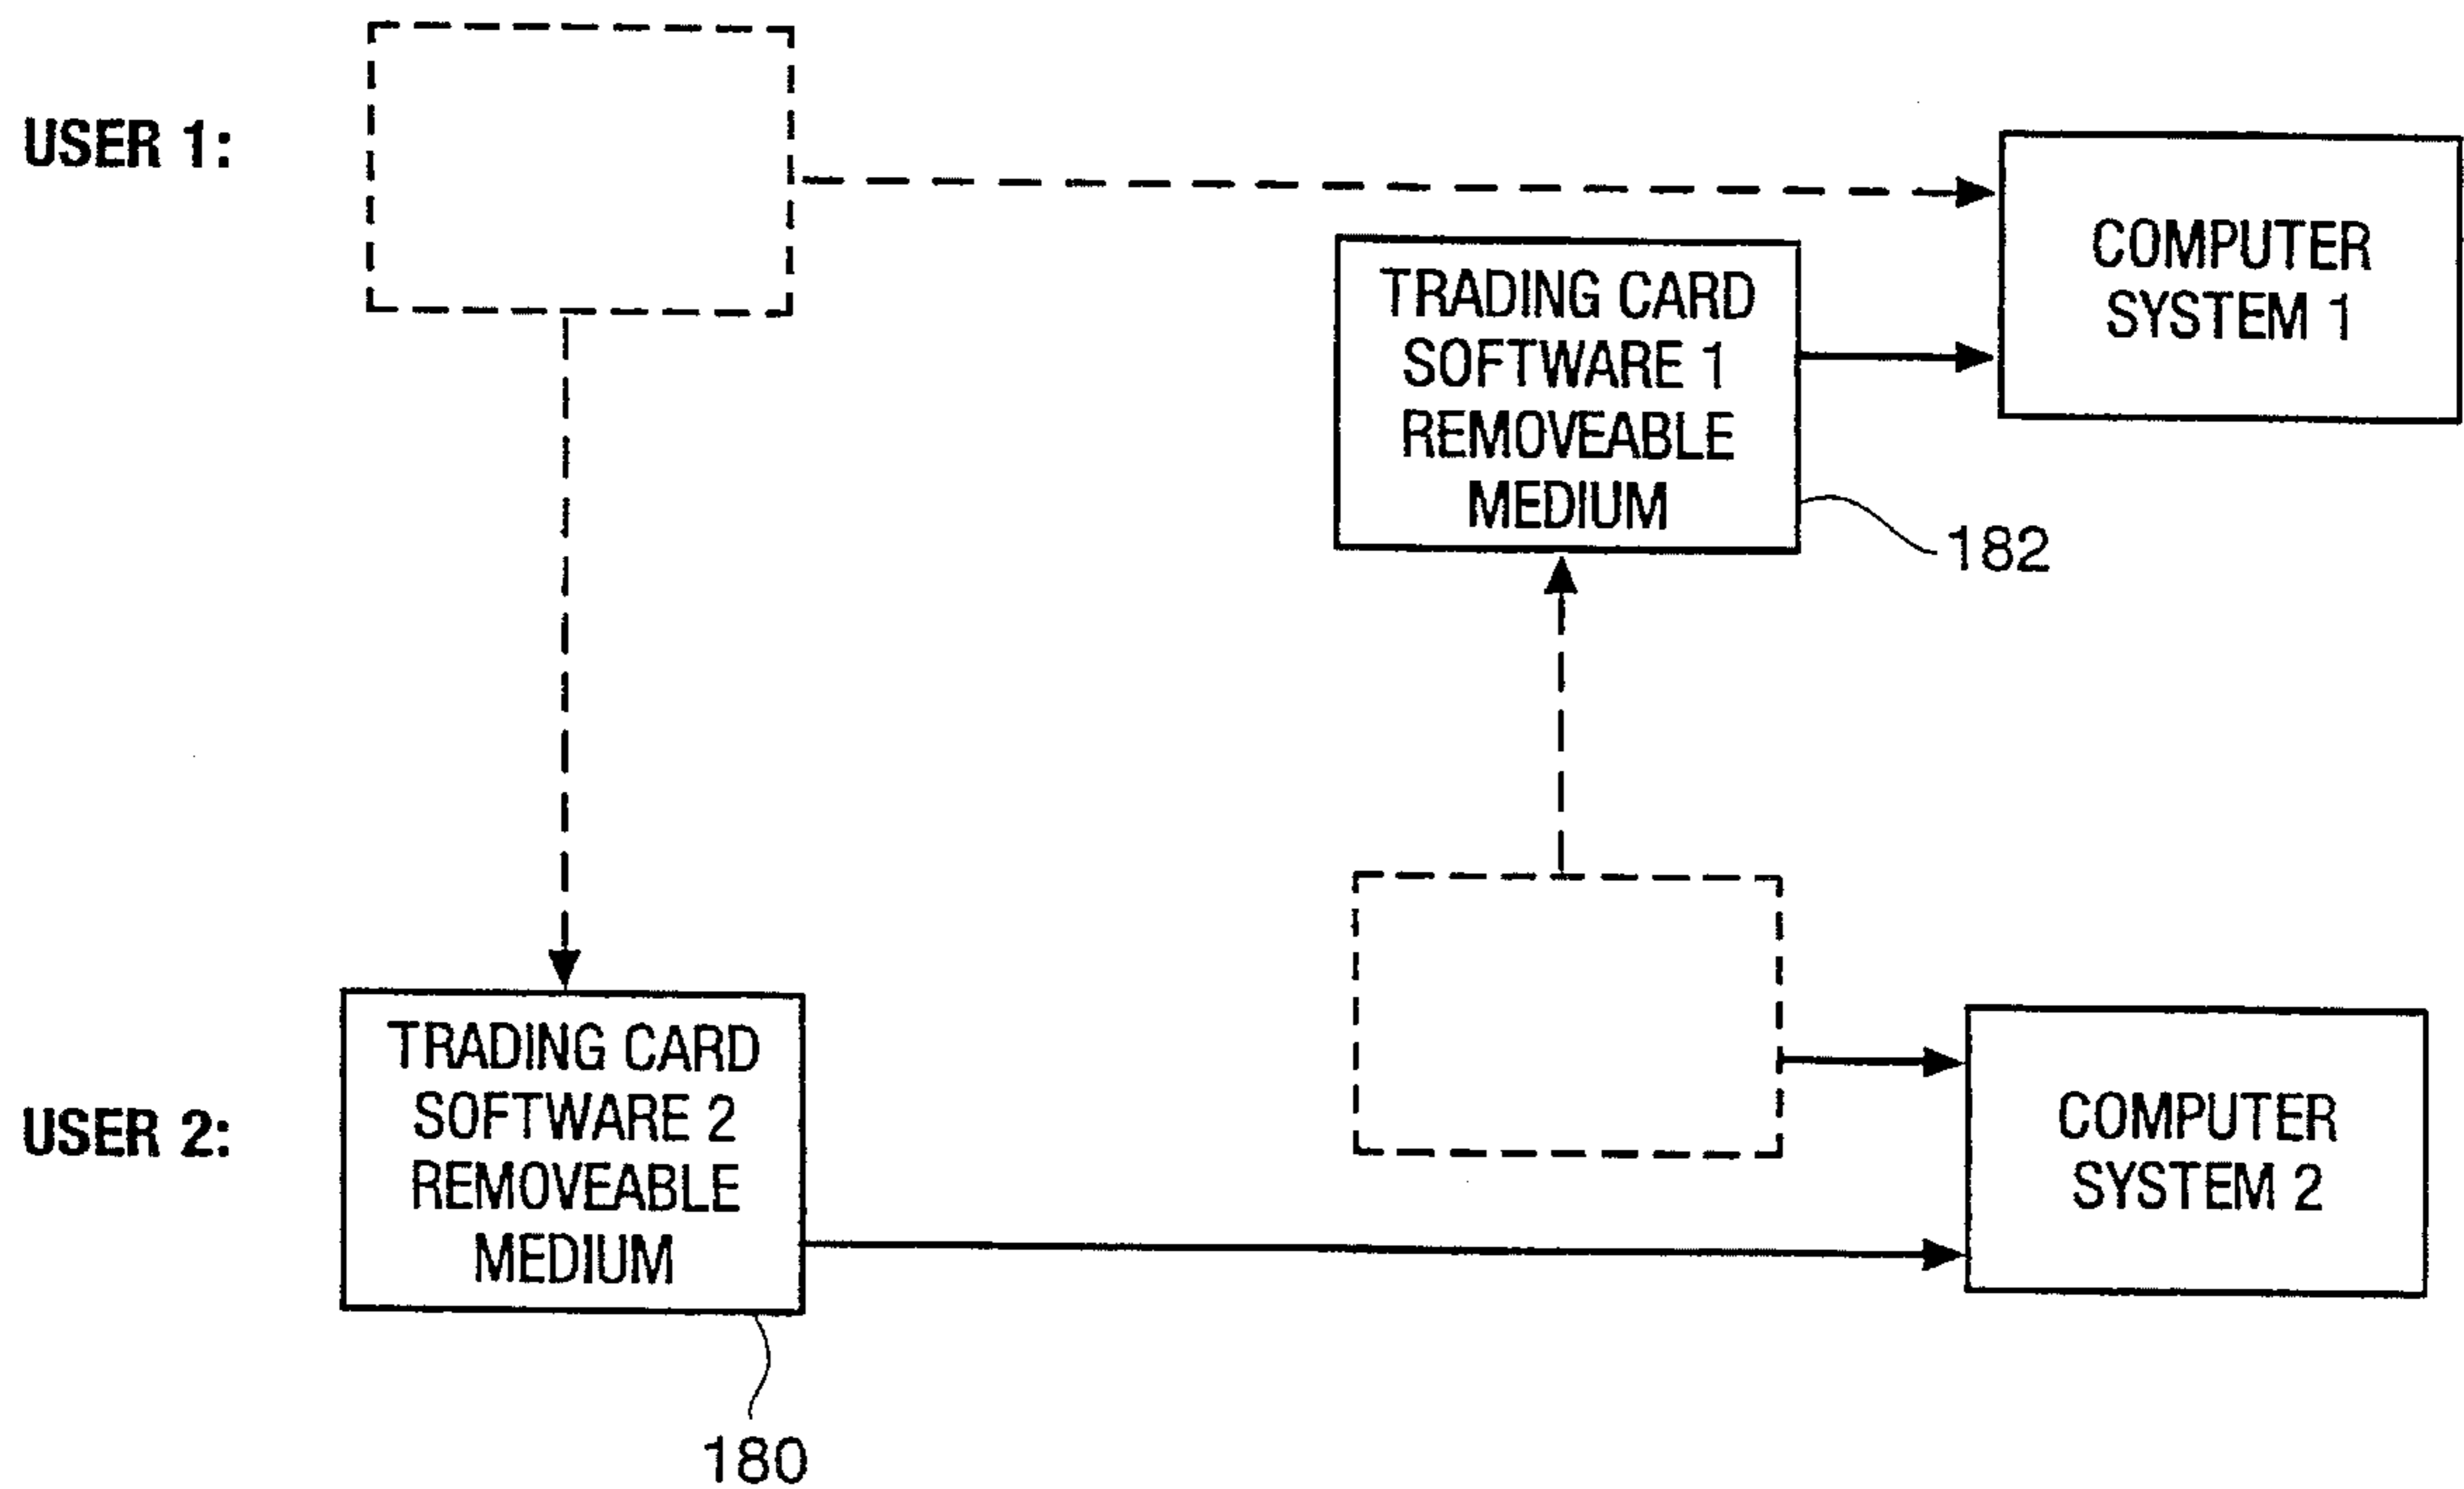 USER 1:
COMPUTER
SYSTEM 1
TRADING CARD
SOFTWARE 1
REMOVEABLE
MEDIUM
182
USER 2:
TRADING CARD
SOFTWARE 2
REMOVEABLE
MEDIUM
180
COMPUTER
SYSTEM 2